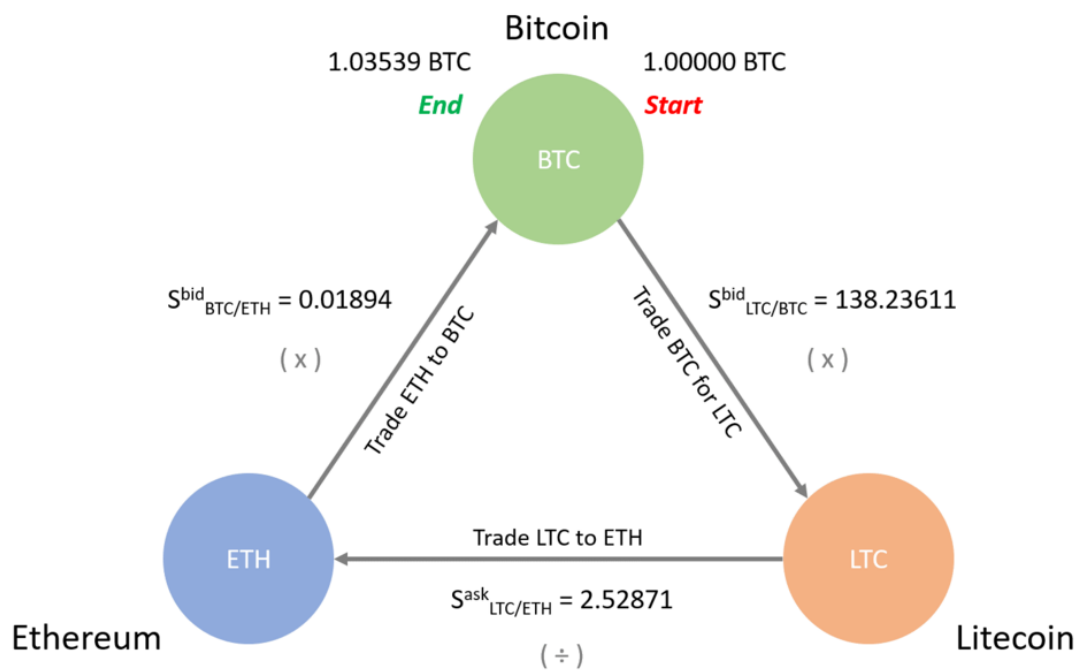 Bitcoin
1.03539 BTC
1.00000 BTC
End
Start
BTC
S^bid_BTC/ETH = 0.01894
( x )
Trade ETH to BTC
Trade BTC for LTC
S^bid_LTC/BTC = 138.23611
( x )
ETH
Trade LTC to ETH
LTC
S^ask_LTC/ETH = 2.52871
( ÷ )
Ethereum
Litecoin